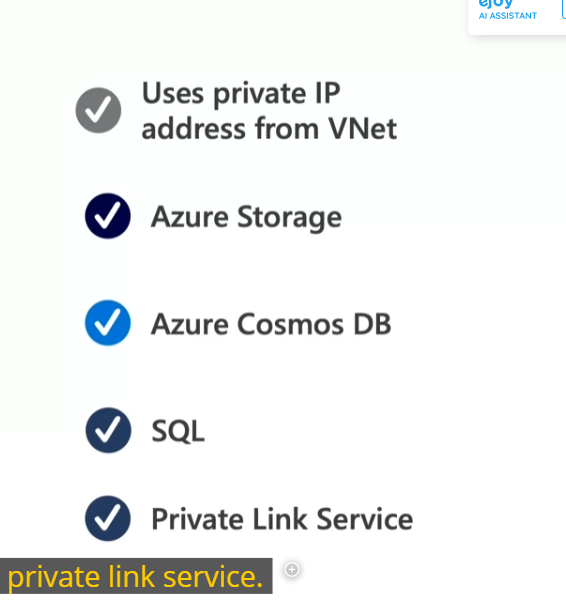 ejoy
AI ASSISTANT
Uses private IP
address from VNet
Azure Storage
Azure Cosmos DB
SQL
Private Link Service
private link service.